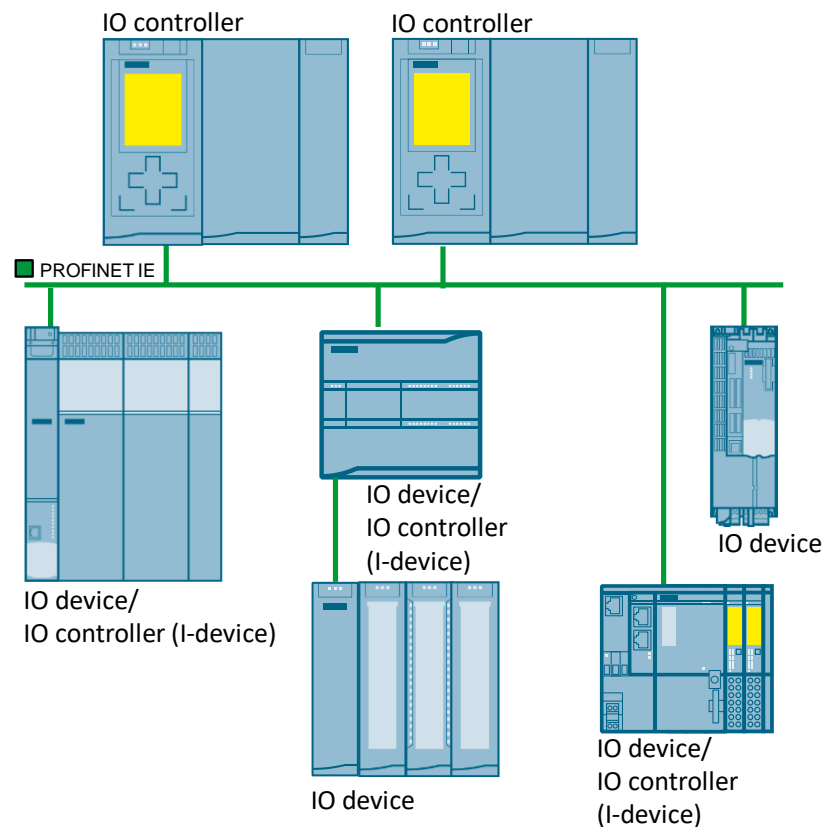 IO controller
IO controller
PROFINET IE
IO device/
IO controller (I-device)
IO device/
IO controller
(I-device)
IO device
IO device
IO device/
IO controller
(I-device)